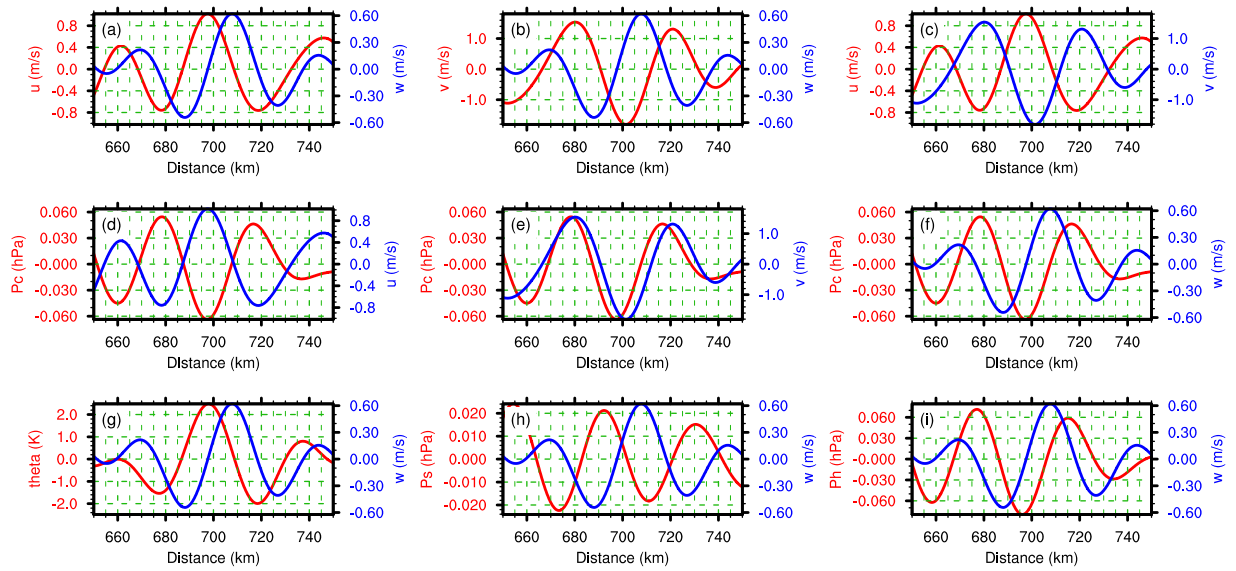 (a) (b) (c)
u (m/s) 0.8 0.4 0.0 -0.4 -0.8
w (m/s) 0.60 0.30 0.00 -0.30 -0.60
v (m/s) 1.0 0.0 -1.0
w (m/s) 0.60 0.30 0.00 -0.30 -0.60
u (m/s) 0.8 0.4 0.0 -0.4 -0.8
v (m/s) 1.0 0.0 -1.0
660 680 700 720 740 660 680 700 720 740 660 680 700 720 740
Distance (km) Distance (km) Distance (km)
(d) (e) (f)
Pc (hPa) 0.060 0.030 -0.000 -0.030 -0.060
u (m/s) 0.8 0.4 0.0 -0.4 -0.8
Pc (hPa) 0.060 0.030 -0.000 -0.030 -0.060
v (m/s) 1.0 0.0 -1.0
Pc (hPa) 0.060 0.030 -0.000 -0.030 -0.060
w (m/s) 0.60 0.30 0.00 -0.30 -0.60
660 680 700 720 740 660 680 700 720 740 660 680 700 720 740
Distance (km) Distance (km) Distance (km)
(g) (h) (i)
theta (K) 2.0 1.0 0.0 -1.0 -2.0
w (m/s) 0.60 0.30 0.00 -0.30 -0.60
Ps (hPa) 0.020 0.010 0.000 -0.010 -0.020
w (m/s) 0.60 0.30 0.00 -0.30 -0.60
Ph (hPa) 0.060 0.030 0.000 -0.030 -0.060
w (m/s) 0.60 0.30 0.00 -0.30 -0.60
660 680 700 720 740 660 680 700 720 740 660 680 700 720 740
Distance (km) Distance (km) Distance (km)